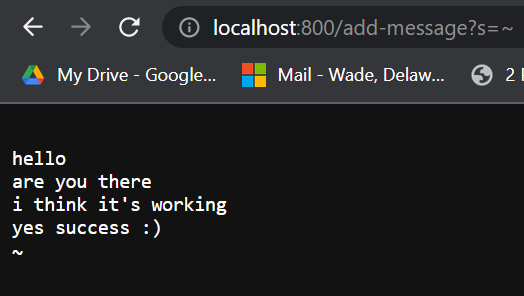 localhost:800/add-message?s=~
My Drive - Google...
Mail - Wade, Delaw...
2
hello
are you there
i think it's working
yes success :)
~